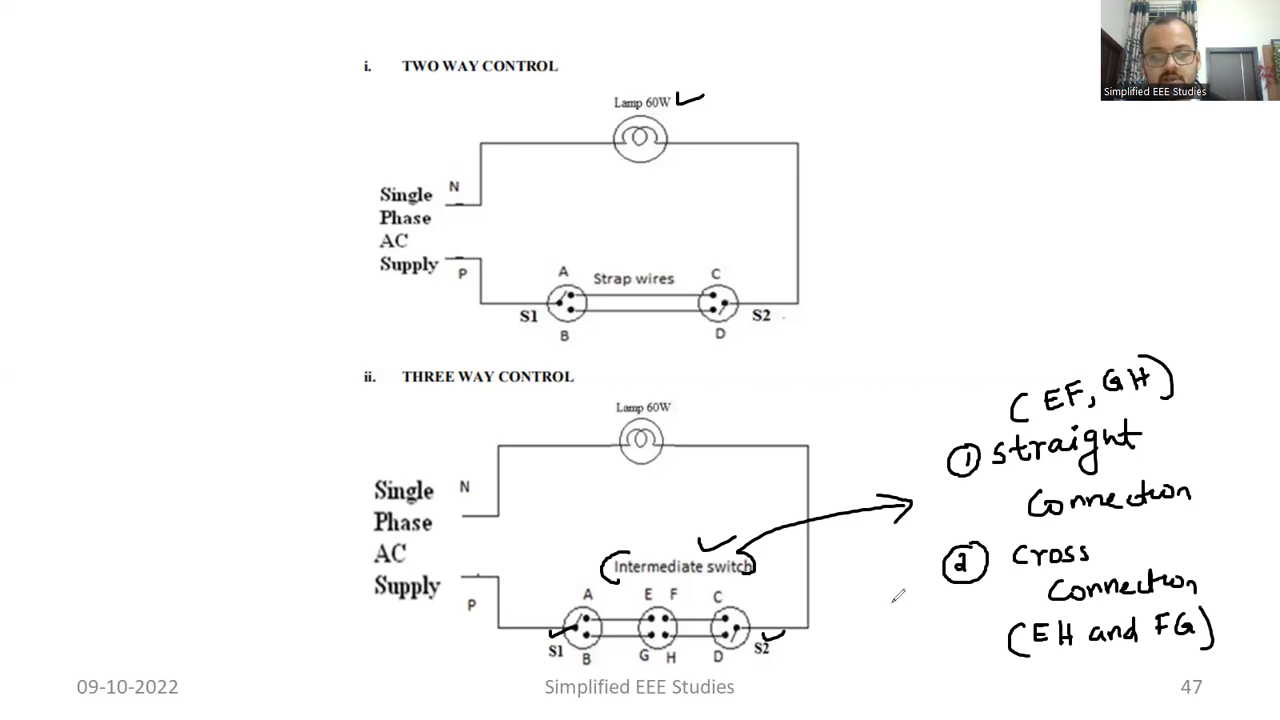 Simplified EEE Studies
i. TWO WAY CONTROL
Lamp 60W
N
Single
Phase
AC
Supply
P
A
Strap wires
C
S1
S2
B
D
ii. THREE WAY CONTROL
Lamp 60W
N
Single
Phase
AC
Supply
P
Intermediate switch
A
E F
C
S1
S2
B
G H
D
(EF, GH)
① Straight
Connection
② Cross
Connection
(EH and FG)
09-10-2022
Simplified EEE Studies
47